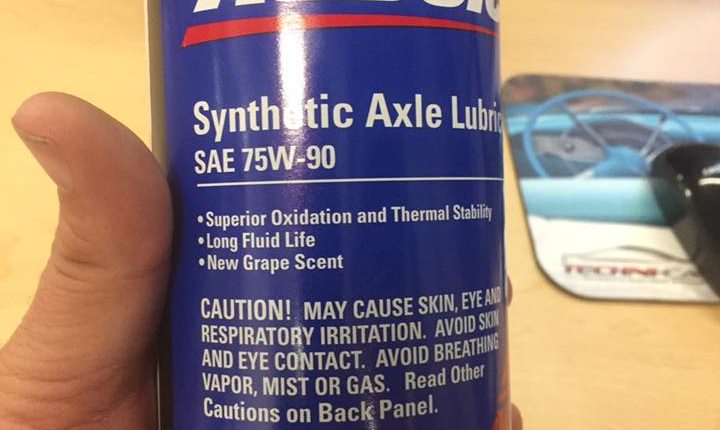 Synthetic Axle
SAE 75W-90
•Superior Oxidation and Thermal Stability
•Long Fluid Life
•New Grape Scent
CAUTION! MAY CAUSE SKIN, EYE AND
RESPIRATORY IRRITATION. AVOID SKIN
AND EYE CONTACT. AVOID BREATHING
VAPOR, MIST OR GAS. Read Other
Cautions on Back Panel.